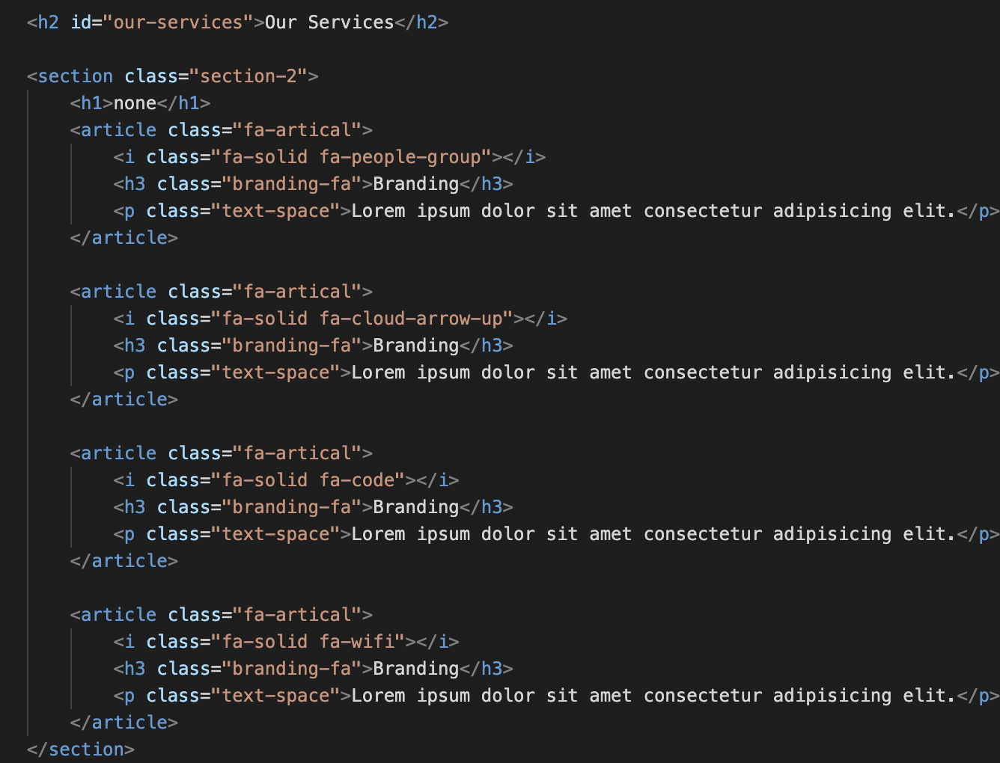 <h2 id="our-services">Our Services</h2>
<section class="section-2">
<h1>none</h1>
<article class="fa-artical">
<i class="fa-solid fa-people-group"></i>
<h3 class="branding-fa">Branding</h3>
<p class="text-space">Lorem ipsum dolor sit amet consectetur adipisicing elit.</p>
</article>
<article class="fa-artical">
<i class="fa-solid fa-cloud-arrow-up"></i>
<h3 class="branding-fa">Branding</h3>
<p class="text-space">Lorem ipsum dolor sit amet consectetur adipisicing elit.</p>
</article>
<article class="fa-artical">
<i class="fa-solid fa-code"></i>
<h3 class="branding-fa">Branding</h3>
<p class="text-space">Lorem ipsum dolor sit amet consectetur adipisicing elit.</p>
</article>
<article class="fa-artical">
<i class="fa-solid fa-wifi"></i>
<h3 class="branding-fa">Branding</h3>
<p class="text-space">Lorem ipsum dolor sit amet consectetur adipisicing elit.</p>
</article>
</section>